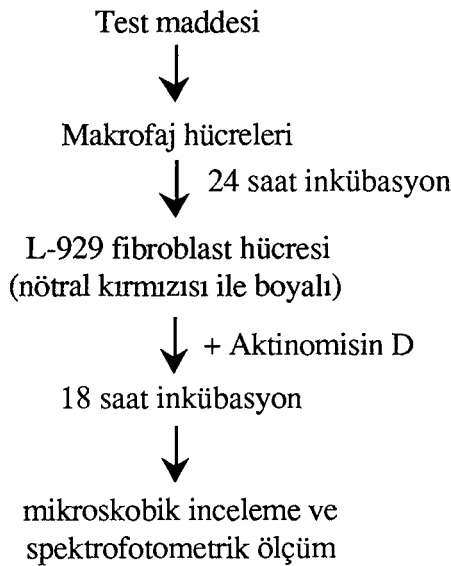 Test maddesi
Makrofaj hücreleri
24 saat inkübasyon
L-929 fibroblast hücresi
(nötral kırmızısı ile boyalı)
+ Aktinomisin D
18 saat inkübasyon
mikroskobik inceleme ve
spektrofotometrik ölçüm